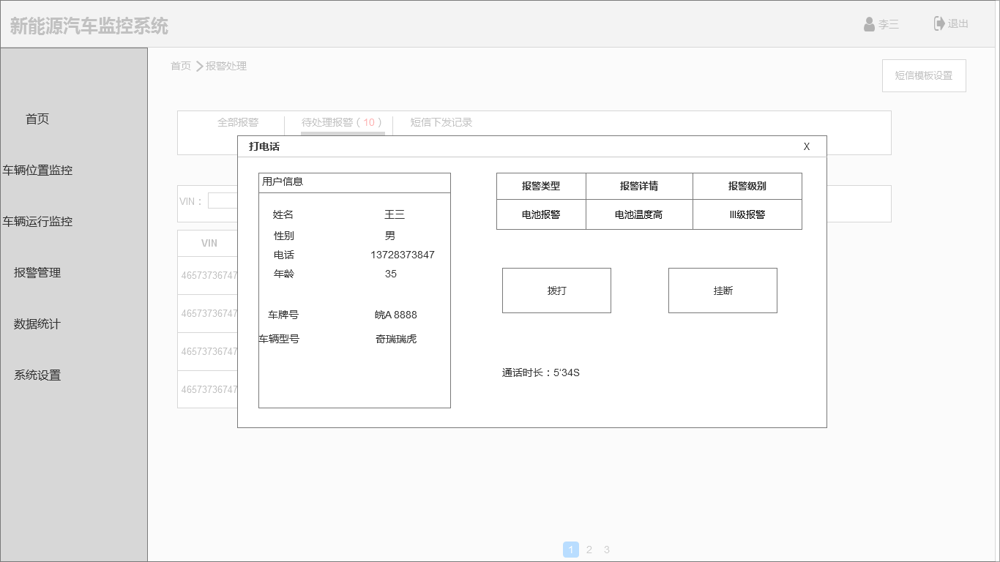 新能源汽车监控系统
李三
退出
首页
车辆位置监控
车辆运行监控
报警管理
数据统计
系统设置
首页 报警处理
短信模板设置
全部报警 待处理报警（10） 短信下发记录
打电话 X
VIN：
VIN
46573736747
46573736747
46573736747
46573736747
用户信息
姓名 王三
性别 男
电话 13728373847
年龄 35
车牌号 皖A 8888
车辆型号 奇瑞瑞虎
报警类型 报警详情 报警级别
电池报警 电池温度高 III级报警
拨打 挂断
通话时长：5‘34S
1 2 3